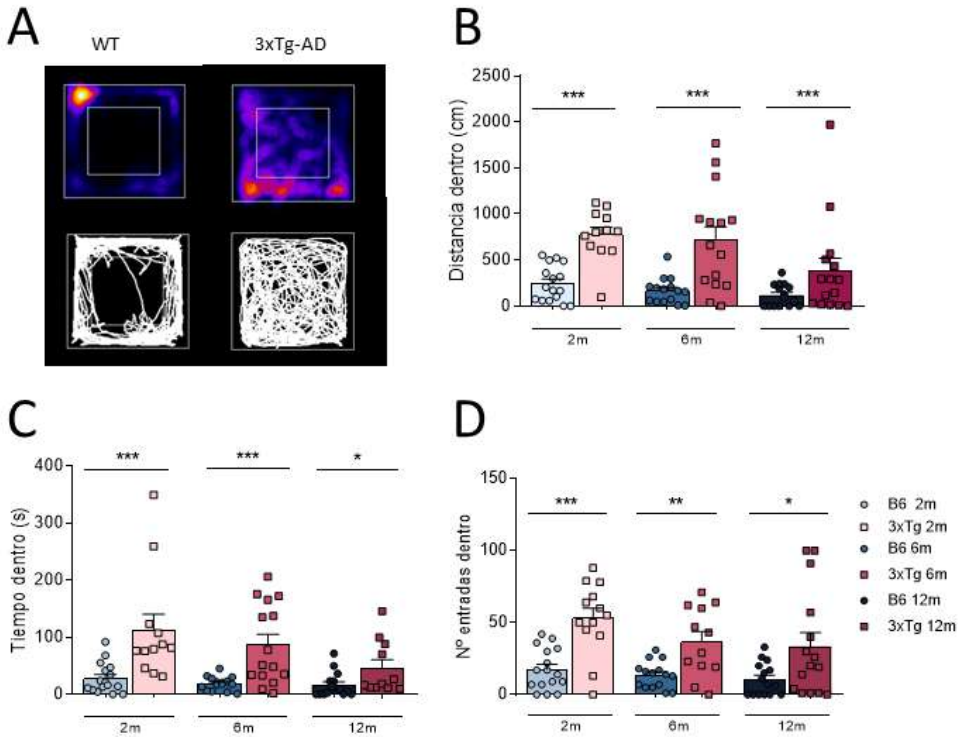 A
WT
3xTg-AD
B
Distancia dentro (cm)
2500
2000
1500
1000
500
0
***
***
***
2m
6m
12m
C
Tiempo dentro (s)
400
300
200
100
0
***
***
*
2m
6m
12m
D
Nº entradas dentro
150
100
50
0
***
**
*
2m
6m
12m
B6 2m
3xTg 2m
B6 6m
3xTg 6m
B6 12m
3xTg 12m